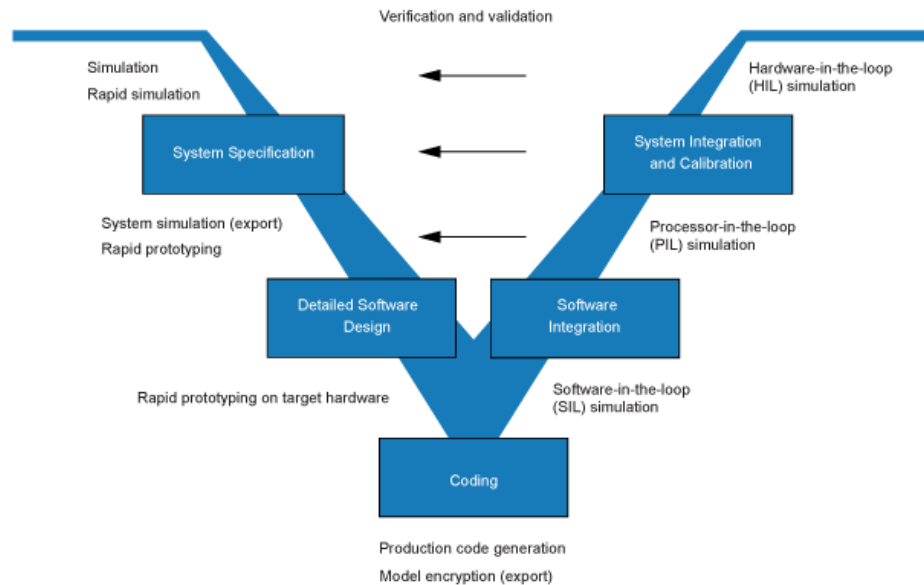 Verification and validation
Simulation
Rapid simulation
Hardware-in-the-loop
(HIL) simulation
System Specification
System Integration
and Calibration
System simulation (export)
Rapid prototyping
Processor-in-the-loop
(PIL) simulation
Detailed Software
Design
Software
Integration
Rapid prototyping on target hardware
Software-in-the-loop
(SIL) simulation
Coding
Production code generation
Model encryption (export)